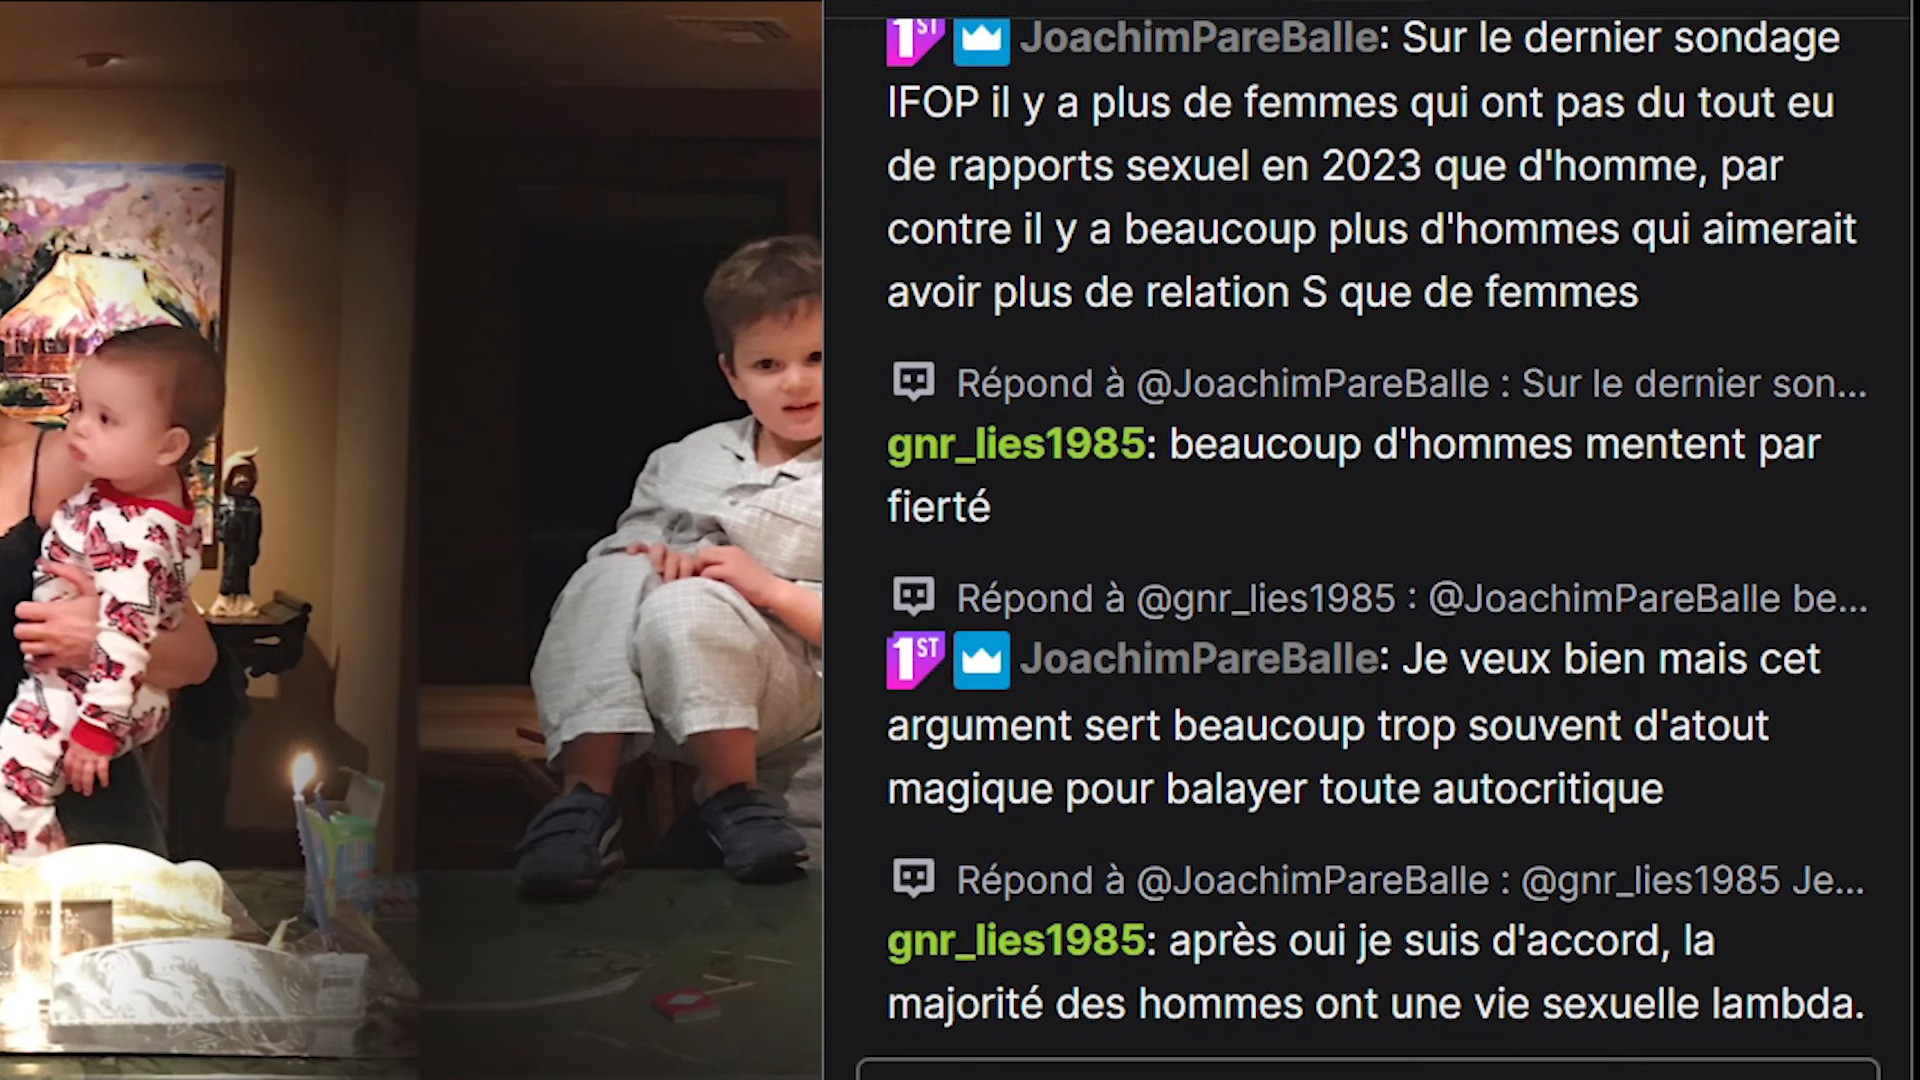 1ST JoachimPareBalle: Sur le dernier sondage
IFOP il y a plus de femmes qui ont pas du tout eu
de rapports sexuel en 2023 que d'homme, par
contre il y a beaucoup plus d'hommes qui aimerait
avoir plus de relation S que de femmes
Répond à @JoachimPareBalle : Sur le dernier son...
gnr_lies1985: beaucoup d'hommes mentent par
fierté
Répond à @gnr_lies1985 : @JoachimPareBalle be...
1ST JoachimPareBalle: Je veux bien mais cet
argument sert beaucoup trop souvent d'atout
magique pour balayer toute autocritique
Répond à @JoachimPareBalle : @gnr_lies1985 Je...
gnr_lies1985: après oui je suis d'accord, la
majorité des hommes ont une vie sexuelle lambda.